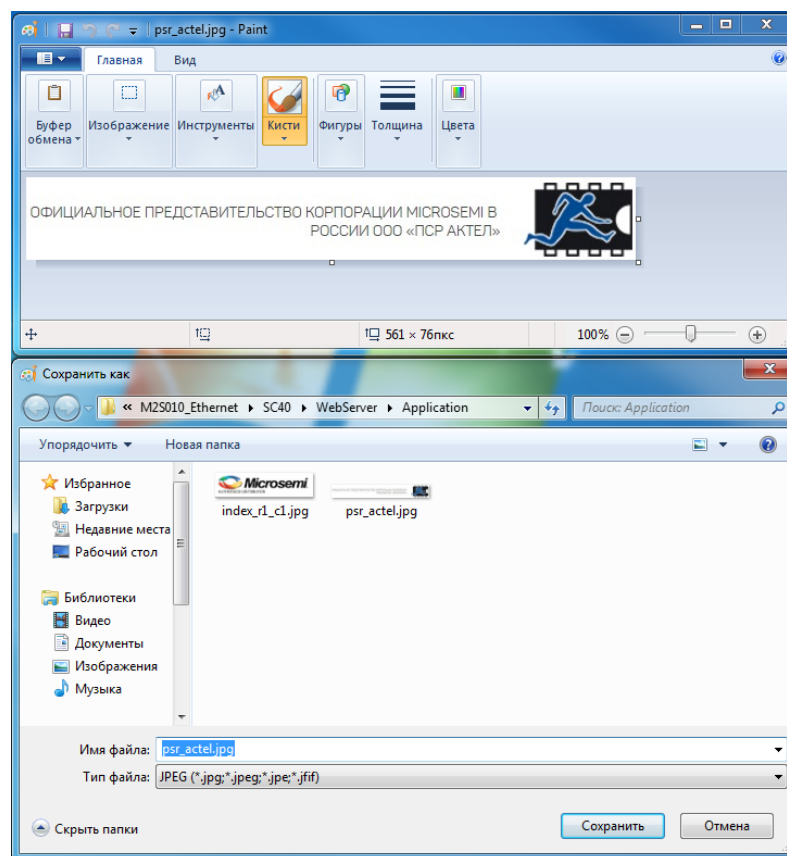 psr_actel.jpg - Paint
Главная Вид
Буфер обмена
Изображение
Инструменты
Кисти
Фигуры
Толщина
Цвета
ОФИЦИАЛЬНОЕ ПРЕДСТАВИТЕЛЬСТВО КОРПОРАЦИИ MICROSEMI В
РОССИИ ООО «ПСР АКТЕЛ»
561 × 76пкс 100%
Сохранить как
« M2S010_Ethernet SC40 WebServer Application Поиск: Application
Упорядочить Новая папка
Избранное
Загрузки
Недавние места
Рабочий стол
Библиотеки
Видео
Документы
Изображения
Музыка
Microsemi
index_r1_c1.jpg
psr_actel.jpg
Имя файла: psr_actel.jpg
Тип файла: JPEG (*.jpg;*.jpeg;*.jpe;*.jfif)
Скрыть папки Сохранить Отмена